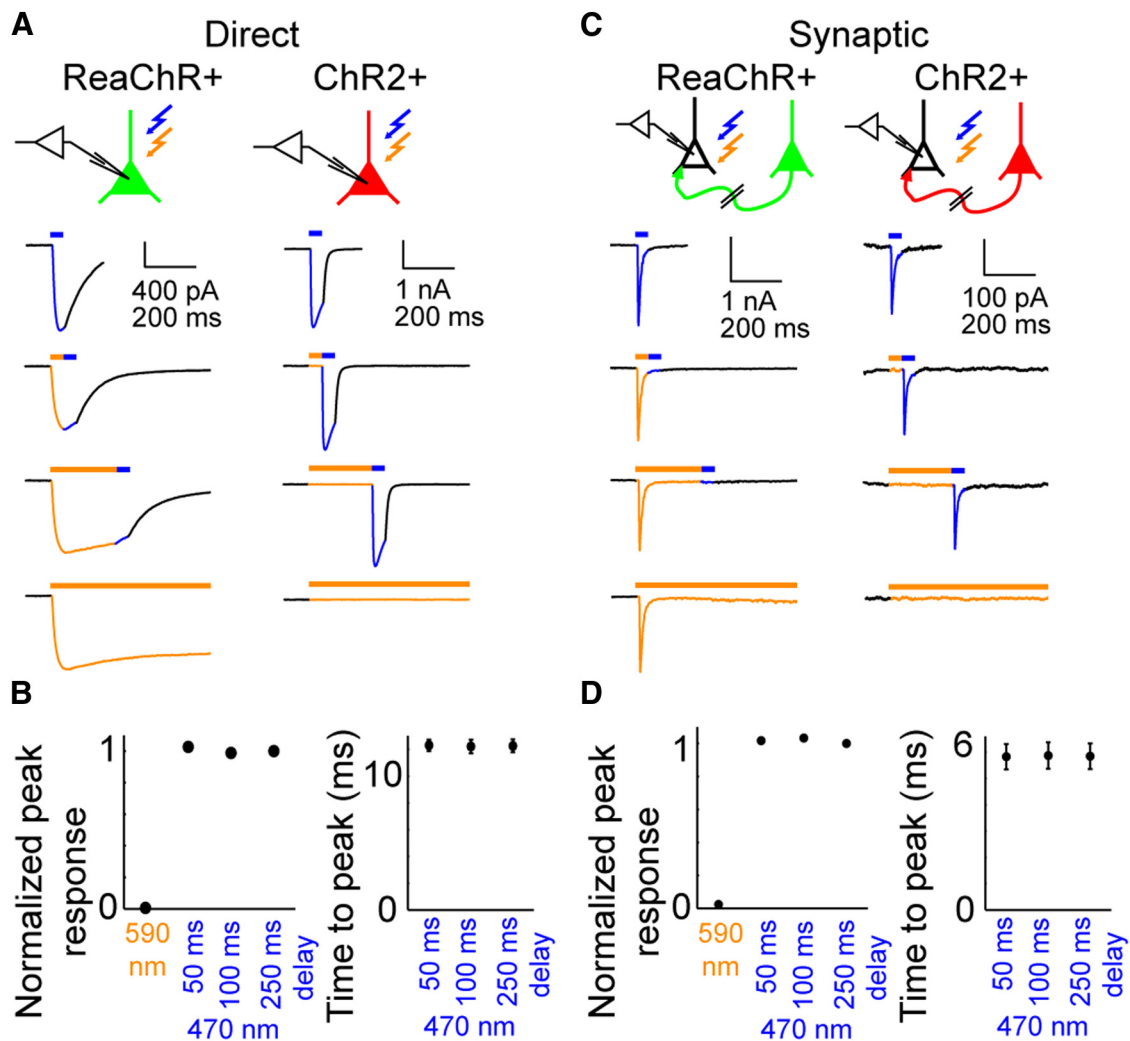 A
Direct
ReaChR+
ChR2+
400 pA
200 ms
1 nA
200 ms
C
Synaptic
ReaChR+
ChR2+
1 nA
200 ms
100 pA
200 ms
B
Normalized peak
response
1
0
590
nm
50 ms
100 ms
250 ms
delay
470 nm
Time to peak (ms)
10
0
50 ms
100 ms
250 ms
delay
470 nm
D
Normalized peak
response
1
0
590
nm
50 ms
100 ms
250 ms
delay
470 nm
Time to peak (ms)
6
0
50 ms
100 ms
250 ms
delay
470 nm